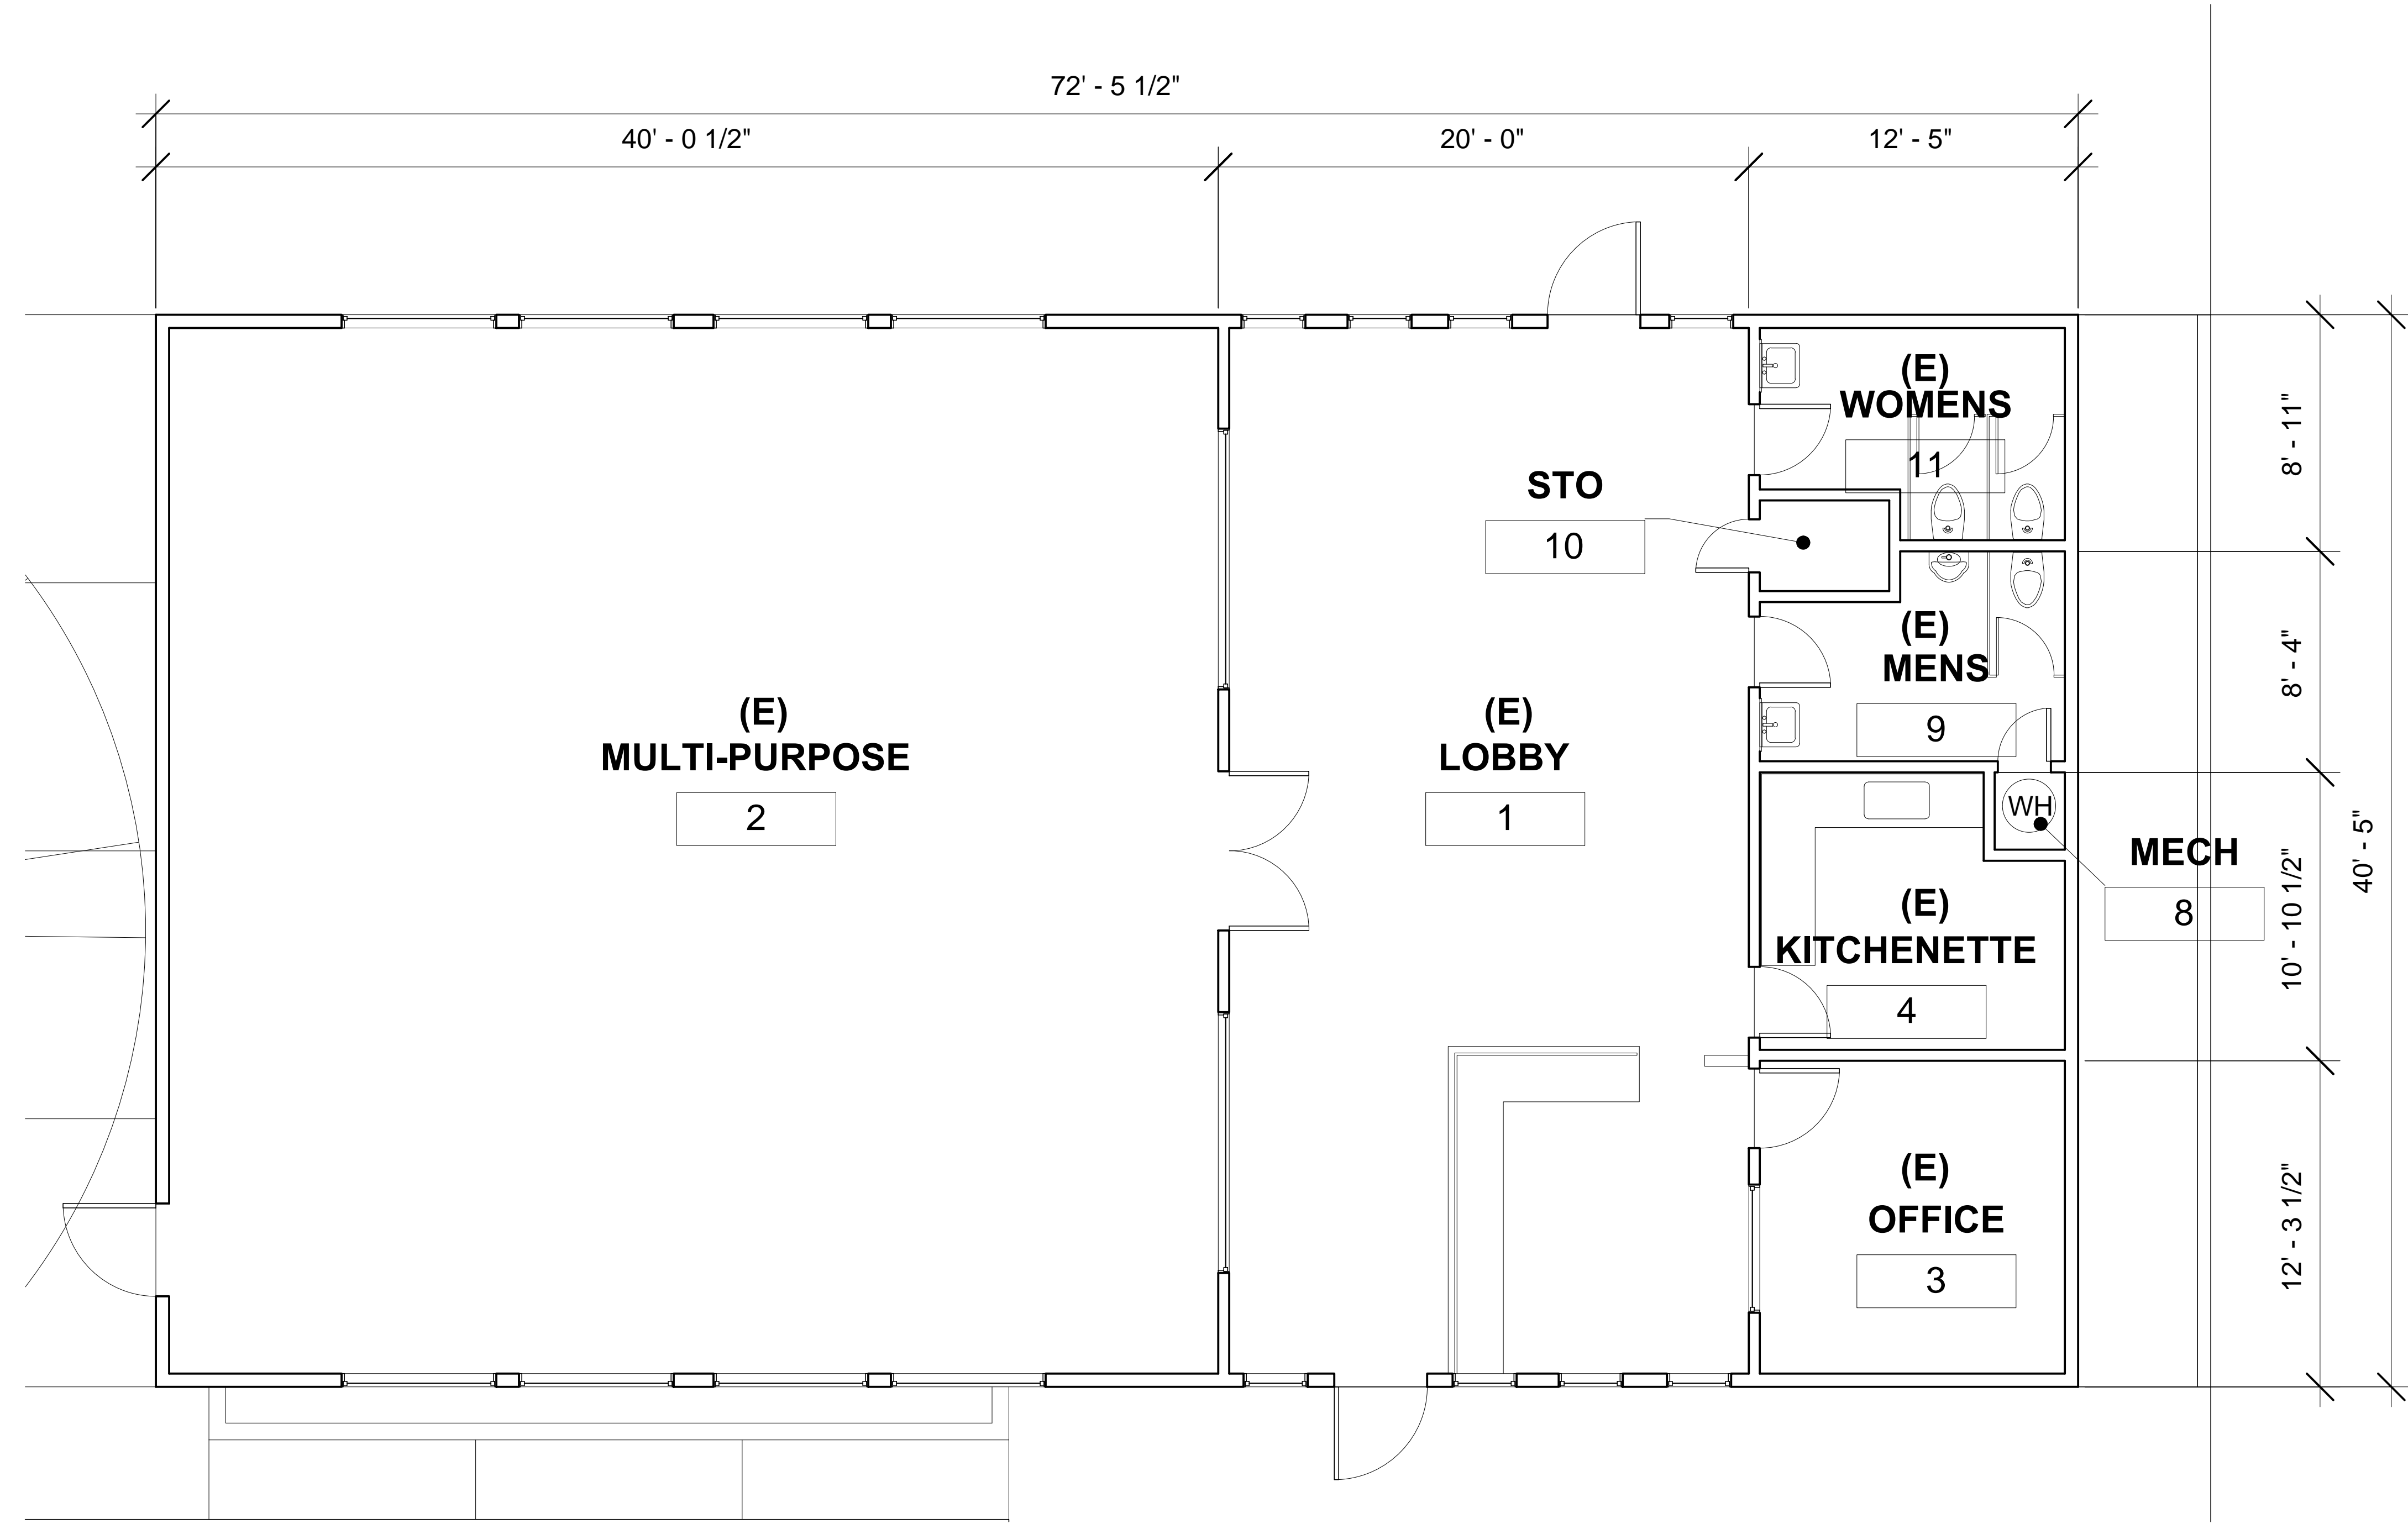 72' - 5 1/2"
40' - 0 1/2"
20' - 0"
12' - 5"
(E)
WOMENS
11
8' - 11"
STO
10
(E)
MENS
9
8' - 4"
(E)
MULTI-PURPOSE
2
(E)
LOBBY
1
WH
MECH
8
40' - 5"
10' - 10 1/2"
(E)
KITCHENETTE
4
(E)
OFFICE
3
12' - 3 1/2"